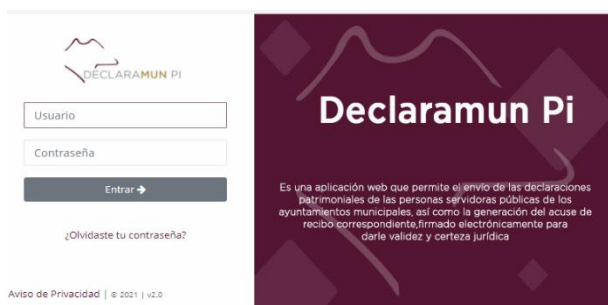 DECLARAMUN PI
Usuario
Contraseña
Entrar
¿Olvidaste tu contraseña?
Aviso de Privacidad | © 2021 | v2.0
Declaramun Pi
Es una aplicación web que permite el envío de las declaraciones
patrimoniales de las personas servidoras públicas de los
ayuntamientos municipales, así como la generación del acuse de
recibo correspondiente,firmado electrónicamente para
darle validez y certeza jurídica